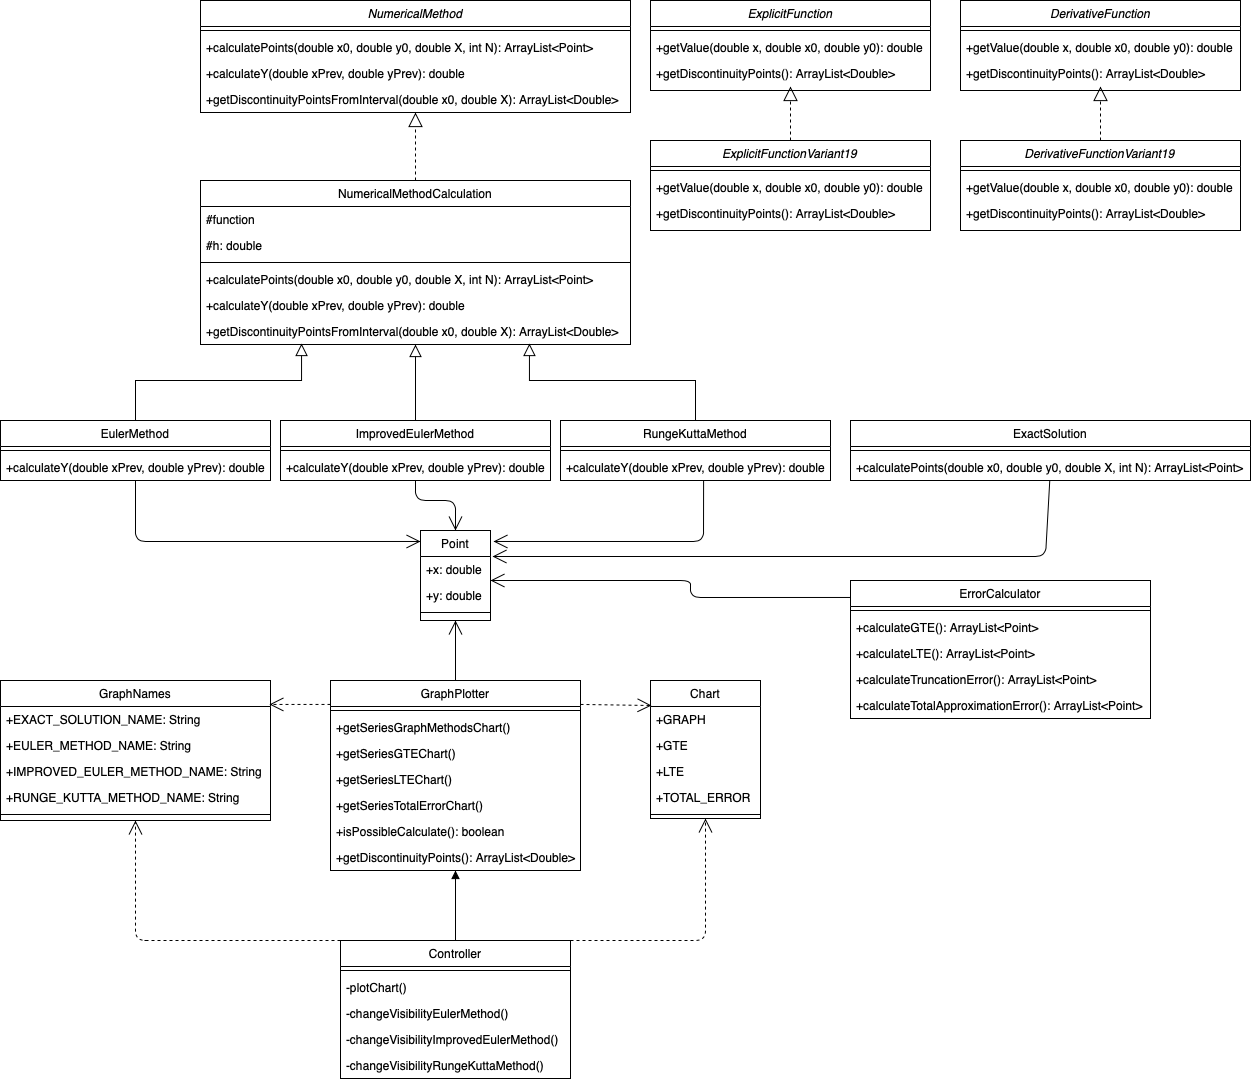 NumericalMethod
+calculatePoints(double x0, double y0, double X, int N): ArrayList<Point>
+calculateY(double xPrev, double yPrev): double
+getDiscontinuityPointsFromInterval(double x0, double X): ArrayList<Double>
ExplicitFunction
+getValue(double x, double x0, double y0): double
+getDiscontinuityPoints(): ArrayList<Double>
DerivativeFunction
+getValue(double x, double x0, double y0): double
+getDiscontinuityPoints(): ArrayList<Double>
ExplicitFunctionVariant19
+getValue(double x, double x0, double y0): double
+getDiscontinuityPoints(): ArrayList<Double>
DerivativeFunctionVariant19
+getValue(double x, double x0, double y0): double
+getDiscontinuityPoints(): ArrayList<Double>
NumericalMethodCalculation
#function
#h: double
+calculatePoints(double x0, double y0, double X, int N): ArrayList<Point>
+calculateY(double xPrev, double yPrev): double
+getDiscontinuityPointsFromInterval(double x0, double X): ArrayList<Double>
EulerMethod
+calculateY(double xPrev, double yPrev): double
ImprovedEulerMethod
+calculateY(double xPrev, double yPrev): double
RungeKuttaMethod
+calculateY(double xPrev, double yPrev): double
ExactSolution
+calculatePoints(double x0, double y0, double X, int N): ArrayList<Point>
Point
+x: double
+y: double
ErrorCalculator
+calculateGTE(): ArrayList<Point>
+calculateLTE(): ArrayList<Point>
+calculateTruncationError(): ArrayList<Point>
+calculateTotalApproximationError(): ArrayList<Point>
GraphNames
+EXACT_SOLUTION_NAME: String
+EULER_METHOD_NAME: String
+IMPROVED_EULER_METHOD_NAME: String
+RUNGE_KUTTA_METHOD_NAME: String
GraphPlotter
+getSeriesGraphMethodsChart()
+getSeriesGTEChart()
+getSeriesLTEChart()
+getSeriesTotalErrorChart()
+isPossibleCalculate(): boolean
+getDiscontinuityPoints(): ArrayList<Double>
Chart
+GRAPH
+GTE
+LTE
+TOTAL_ERROR
Controller
-plotChart()
-changeVisibilityEulerMethod()
-changeVisibilityImprovedEulerMethod()
-changeVisibilityRungeKuttaMethod()